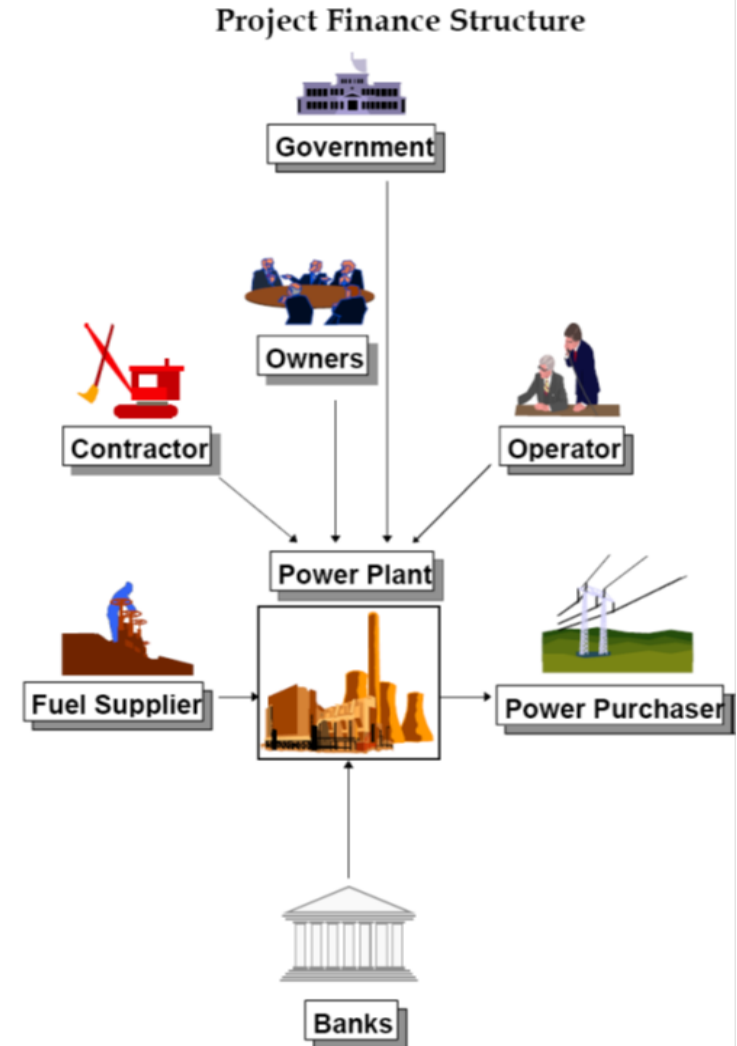 Project Finance Structure
Government
Owners
Contractor
Operator
Power Plant
Fuel Supplier
Power Purchaser
Banks